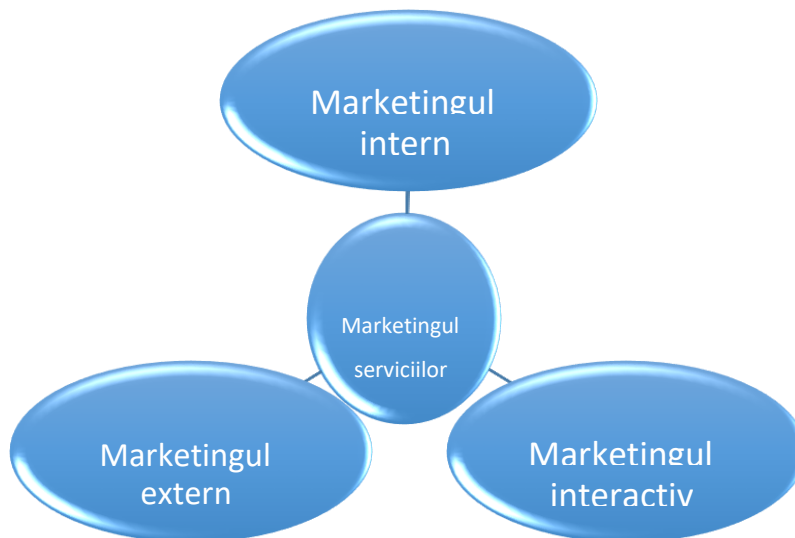 Marketingul
intern
Marketingul
serviciilor
Marketingul
extern
Marketingul
interactiv